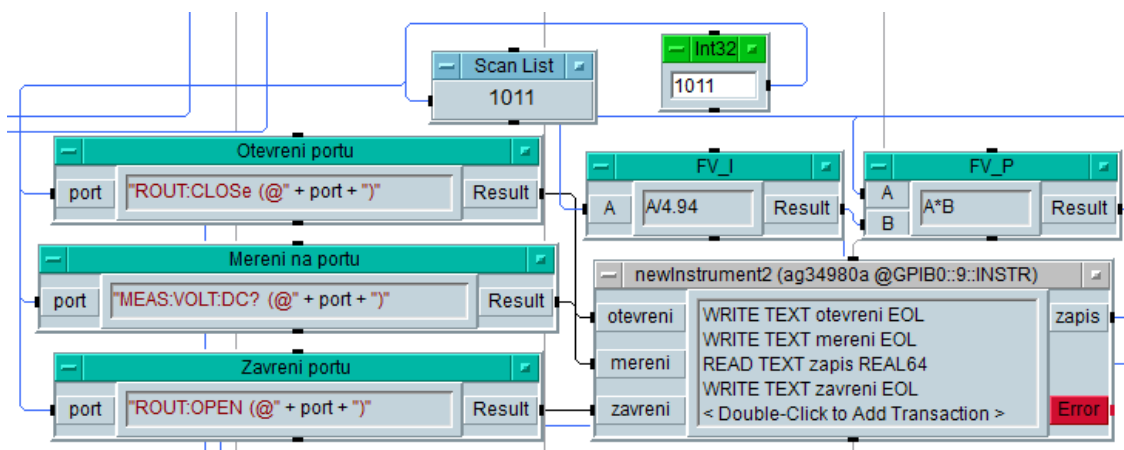 Scan List
1011
Int32
1011
Otevreni portu
port
"ROUT:CLOSe (@" + port + ")"
Result
FV_I
A
A/4.94
Result
FV_P
A
B
A*B
Result
Mereni na portu
port
"MEAS:VOLT:DC? (@" + port + ")"
Result
newInstrument2 (ag34980a @GPIB0::9::INSTR)
otevreni
mereni
zavreni
WRITE TEXT otevreni EOL
WRITE TEXT mereni EOL
READ TEXT zapis REAL64
WRITE TEXT zavreni EOL
< Double-Click to Add Transaction >
zapis
Error
Zavreni portu
port
"ROUT:OPEN (@" + port + ")"
Result